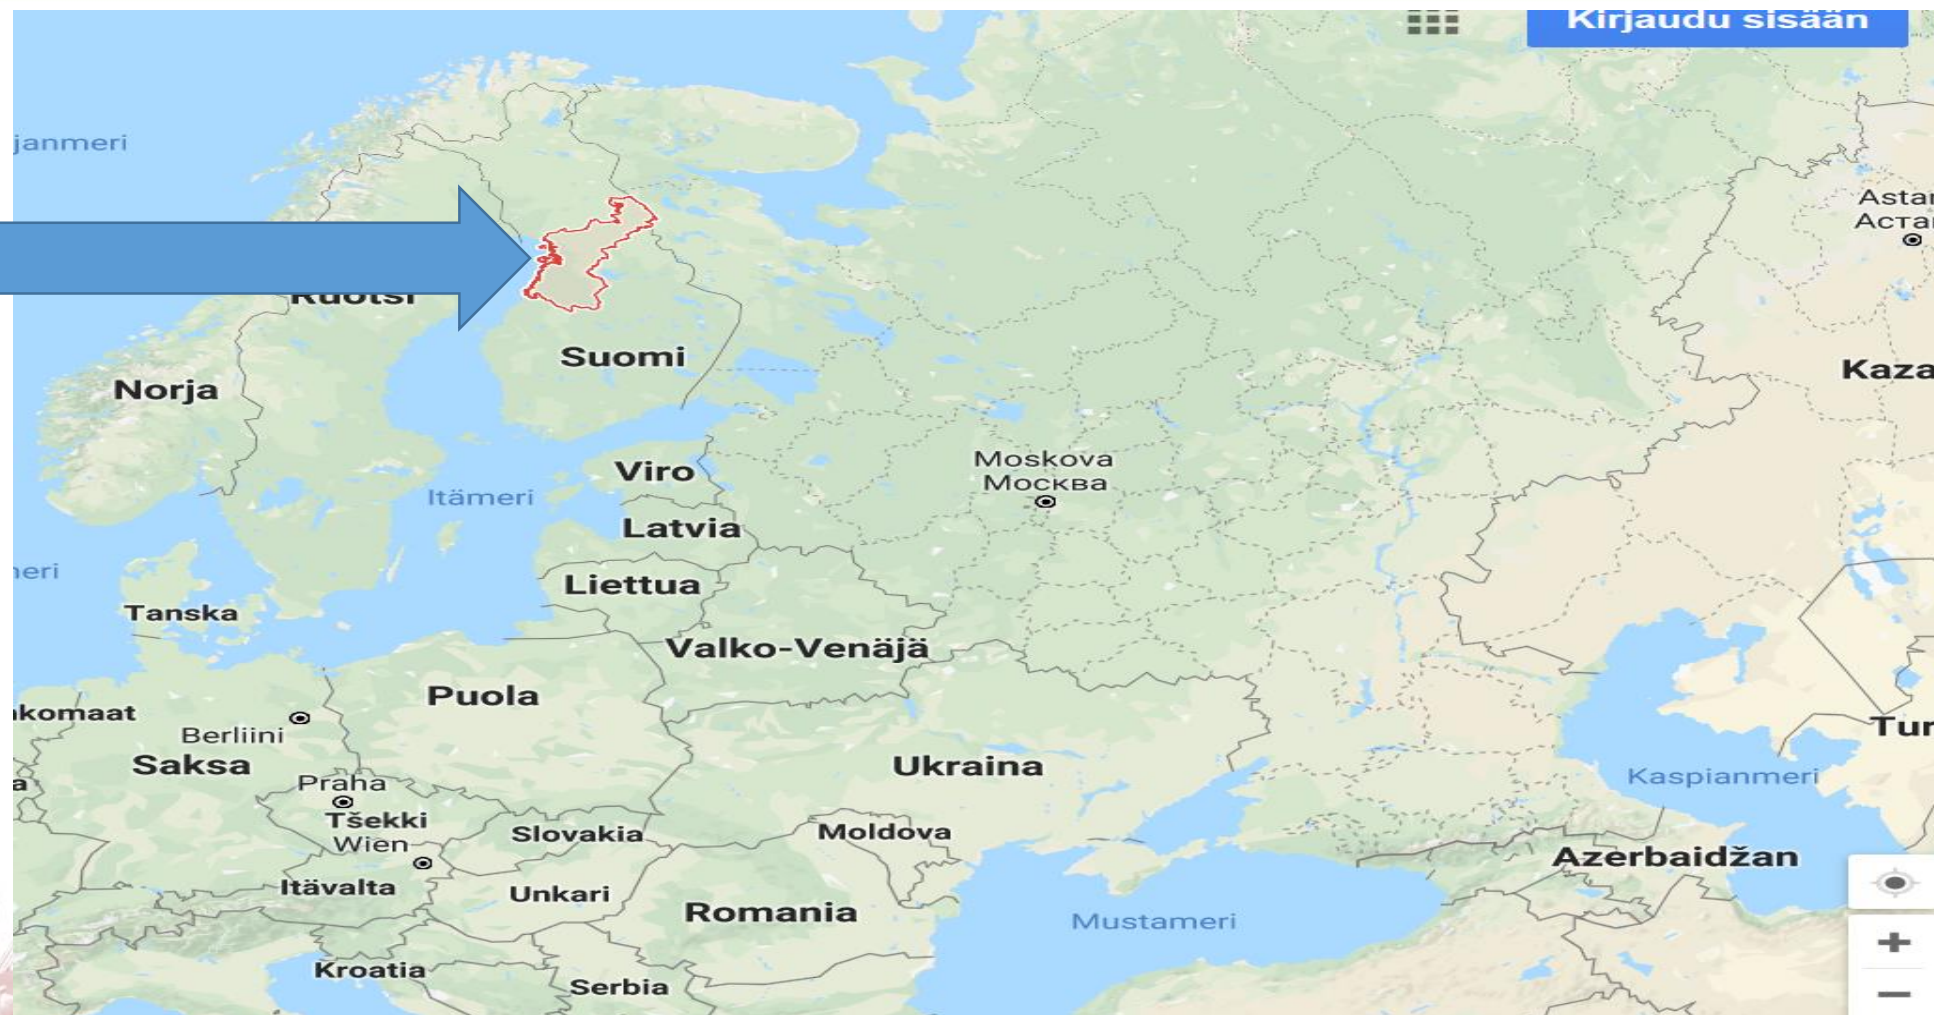 Kirjaudu sisään
janmeri
Astan
Астан
Ruotsi
Suomi
Norja
Kaza
Moskova
Москва
Viro
Itämeri
Latvia
neri
Liettua
Tanska
Valko-Venäjä
Puola
komaat
Berliini
Tur
Saksa
Ukraina
Kaspianmeri
a
Praha
Tšekki
Wien
Slovakia
Moldova
Azerbaidžan
Itävalta
Unkari
Romania
Mustameri
Kroatia
Serbia